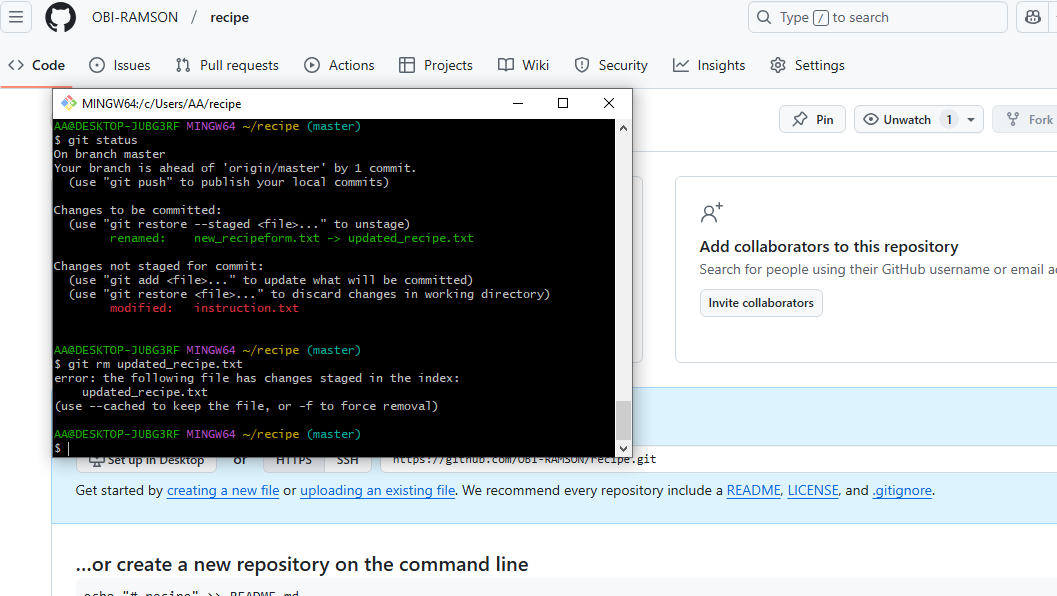 OBI-RAMSON / recipe
Type / to search
Code Issues Pull requests Actions Projects Wiki Security Insights Settings
MINGW64:/c/Users/AA/recipe
Pin Unwatch 1 Fork
AA@DESKTOP-JUBG3RF MINGW64 ~/recipe (master)
$ git status
On branch master
Your branch is ahead of 'origin/master' by 1 commit.
  (use "git push" to publish your local commits)
Changes to be committed:
  (use "git restore --staged <file>..." to unstage)
        renamed:    new_recipeform.txt -> updated_recipe.txt
Changes not staged for commit:
  (use "git add <file>..." to update what will be committed)
  (use "git restore <file>..." to discard changes in working directory)
        modified:   instruction.txt
AA@DESKTOP-JUBG3RF MINGW64 ~/recipe (master)
$ git rm updated_recipe.txt
error: the following file has changes staged in the index:
    updated_recipe.txt
(use --cached to keep the file, or -f to force removal)
AA@DESKTOP-JUBG3RF MINGW64 ~/recipe (master)
$
Add collaborators to this repository
Search for people using their GitHub username or email
Invite collaborators
Set up in Desktop or HTTPS SSH https://github.com/OBI-RAMSON/recipe.git
Get started by creating a new file or uploading an existing file. We recommend every repository include a README, LICENSE, and .gitignore.
...or create a new repository on the command line
echo "# recipe" >> README.md